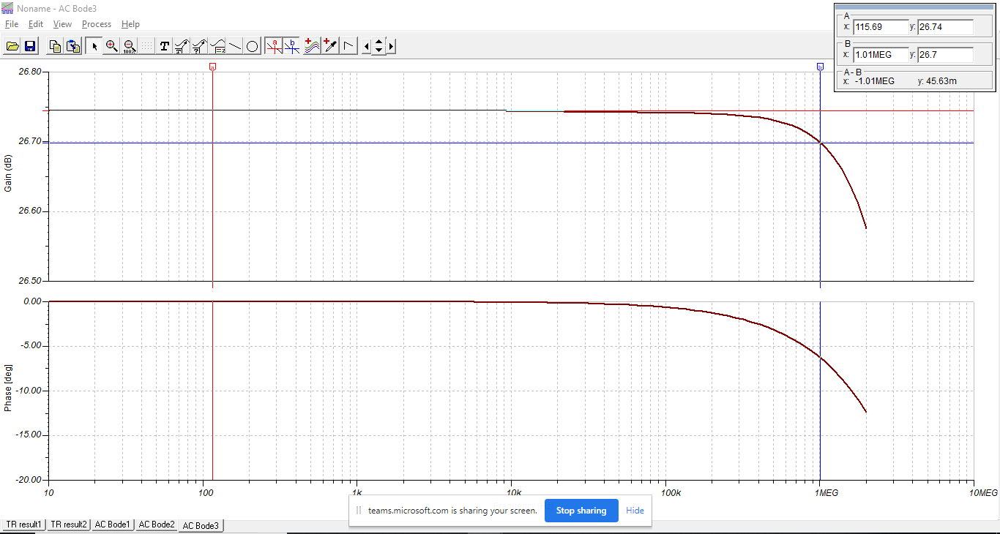 Noname - AC Bode3
File Edit View Process Help
A
x: 115.69 y: 26.74
B
x: 1.01MEG y: 26.7
A - B
x: -1.01MEG y: 45.63m
T
100%
a
b
a
b
26.80
26.70
26.60
26.50
Gain (dB)
0.00
-5.00
-10.00
-15.00
-20.00
Phase [deg]
10 100 1k 10k 100k 1MEG 10MEG
teams.microsoft.com is sharing your screen. Stop sharing Hide
TR result1 TR result2 AC Bode1 AC Bode2 AC Bode3